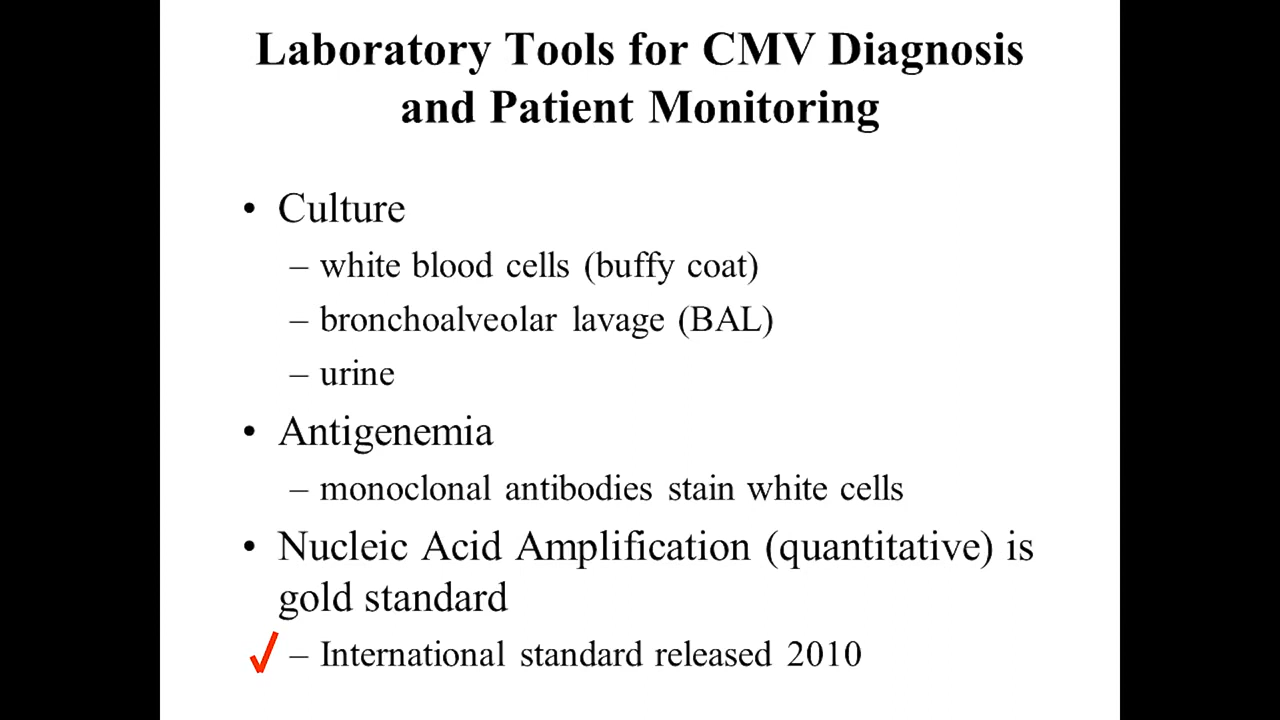 Laboratory Tools for CMV Diagnosis
and Patient Monitoring
• Culture
– white blood cells (buffy coat)
– bronchoalveolar lavage (BAL)
– urine
• Antigenemia
– monoclonal antibodies stain white cells
• Nucleic Acid Amplification (quantitative) is
gold standard
– International standard released 2010